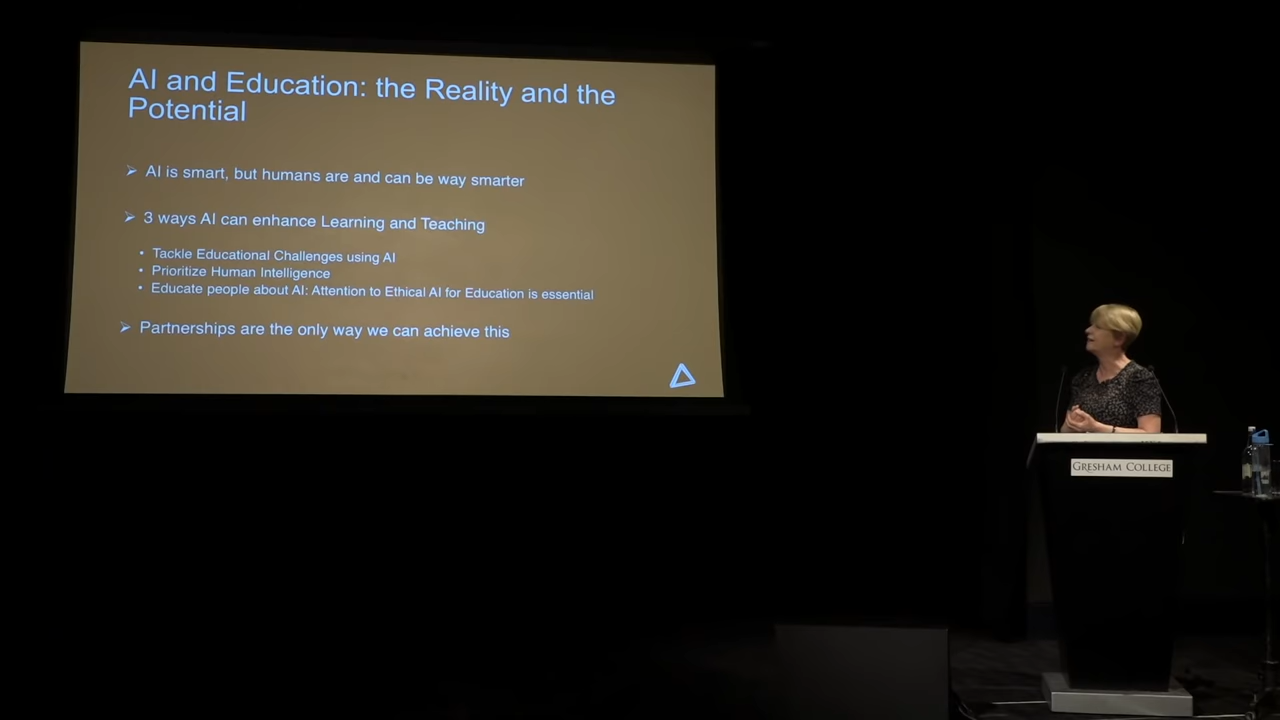 AI and Education: the Reality and the
Potential
➢ AI is smart, but humans are and can be way smarter
➢ 3 ways AI can enhance Learning and Teaching
• Tackle Educational Challenges using AI
• Prioritize Human Intelligence
• Educate people about AI: Attention to Ethical AI for Education is essential
➢ Partnerships are the only way we can achieve this
GRESHAM COLLEGE